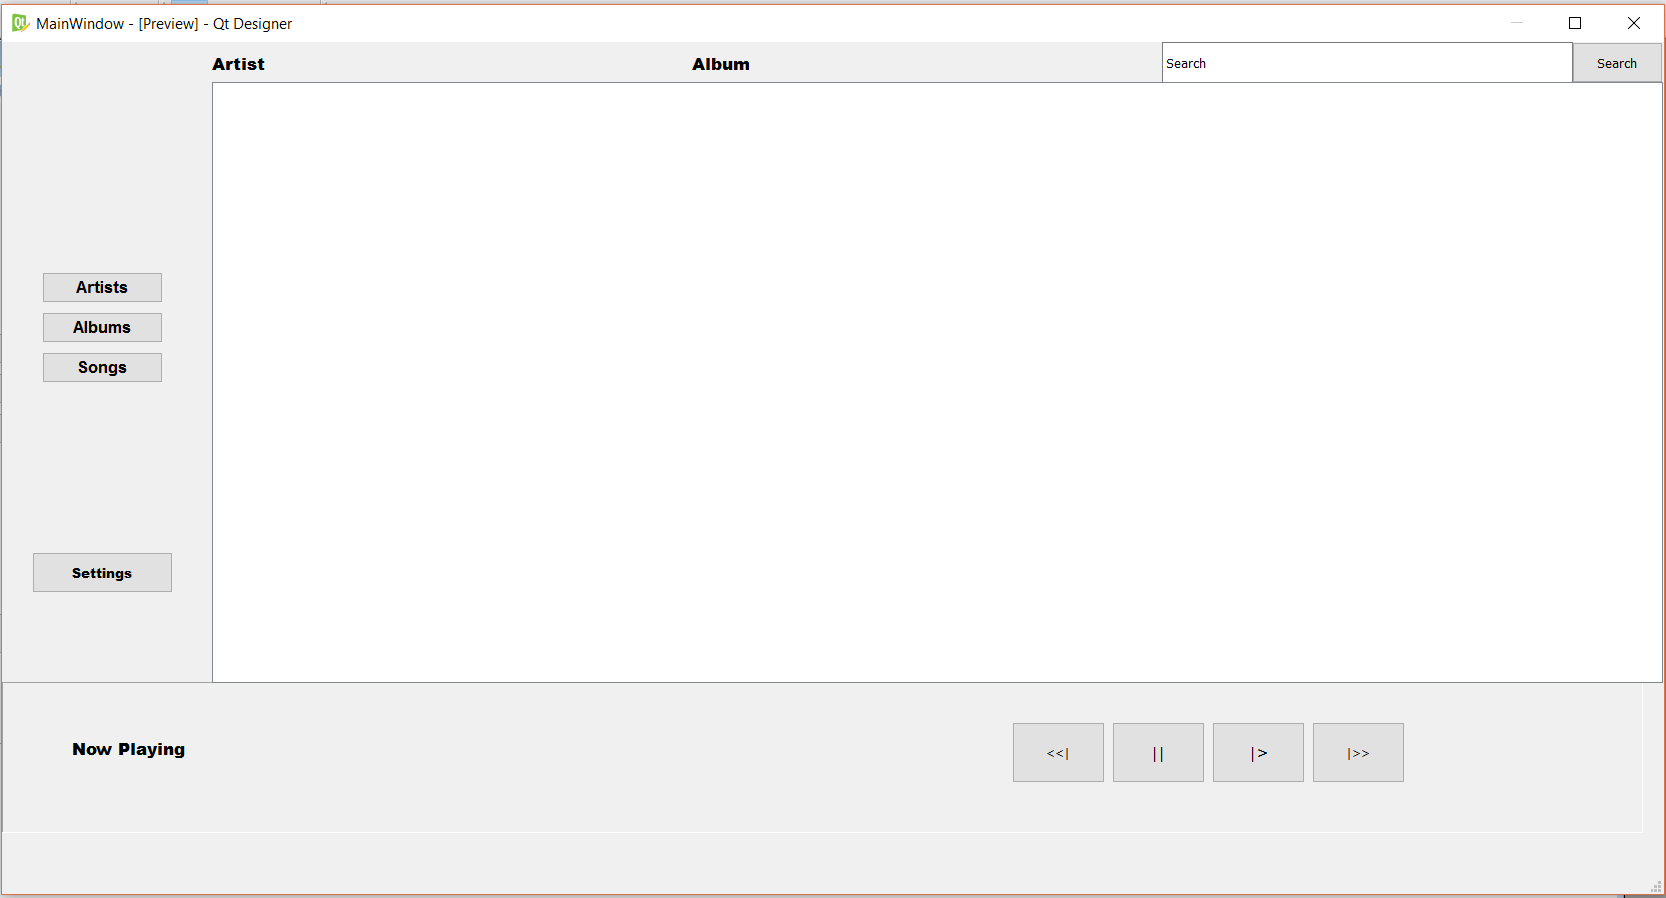 MainWindow - [Preview] - Qt Designer
Artist
Album
Search
Search
Artists
Albums
Songs
Settings
Now Playing
<<|
||
|>
|>>